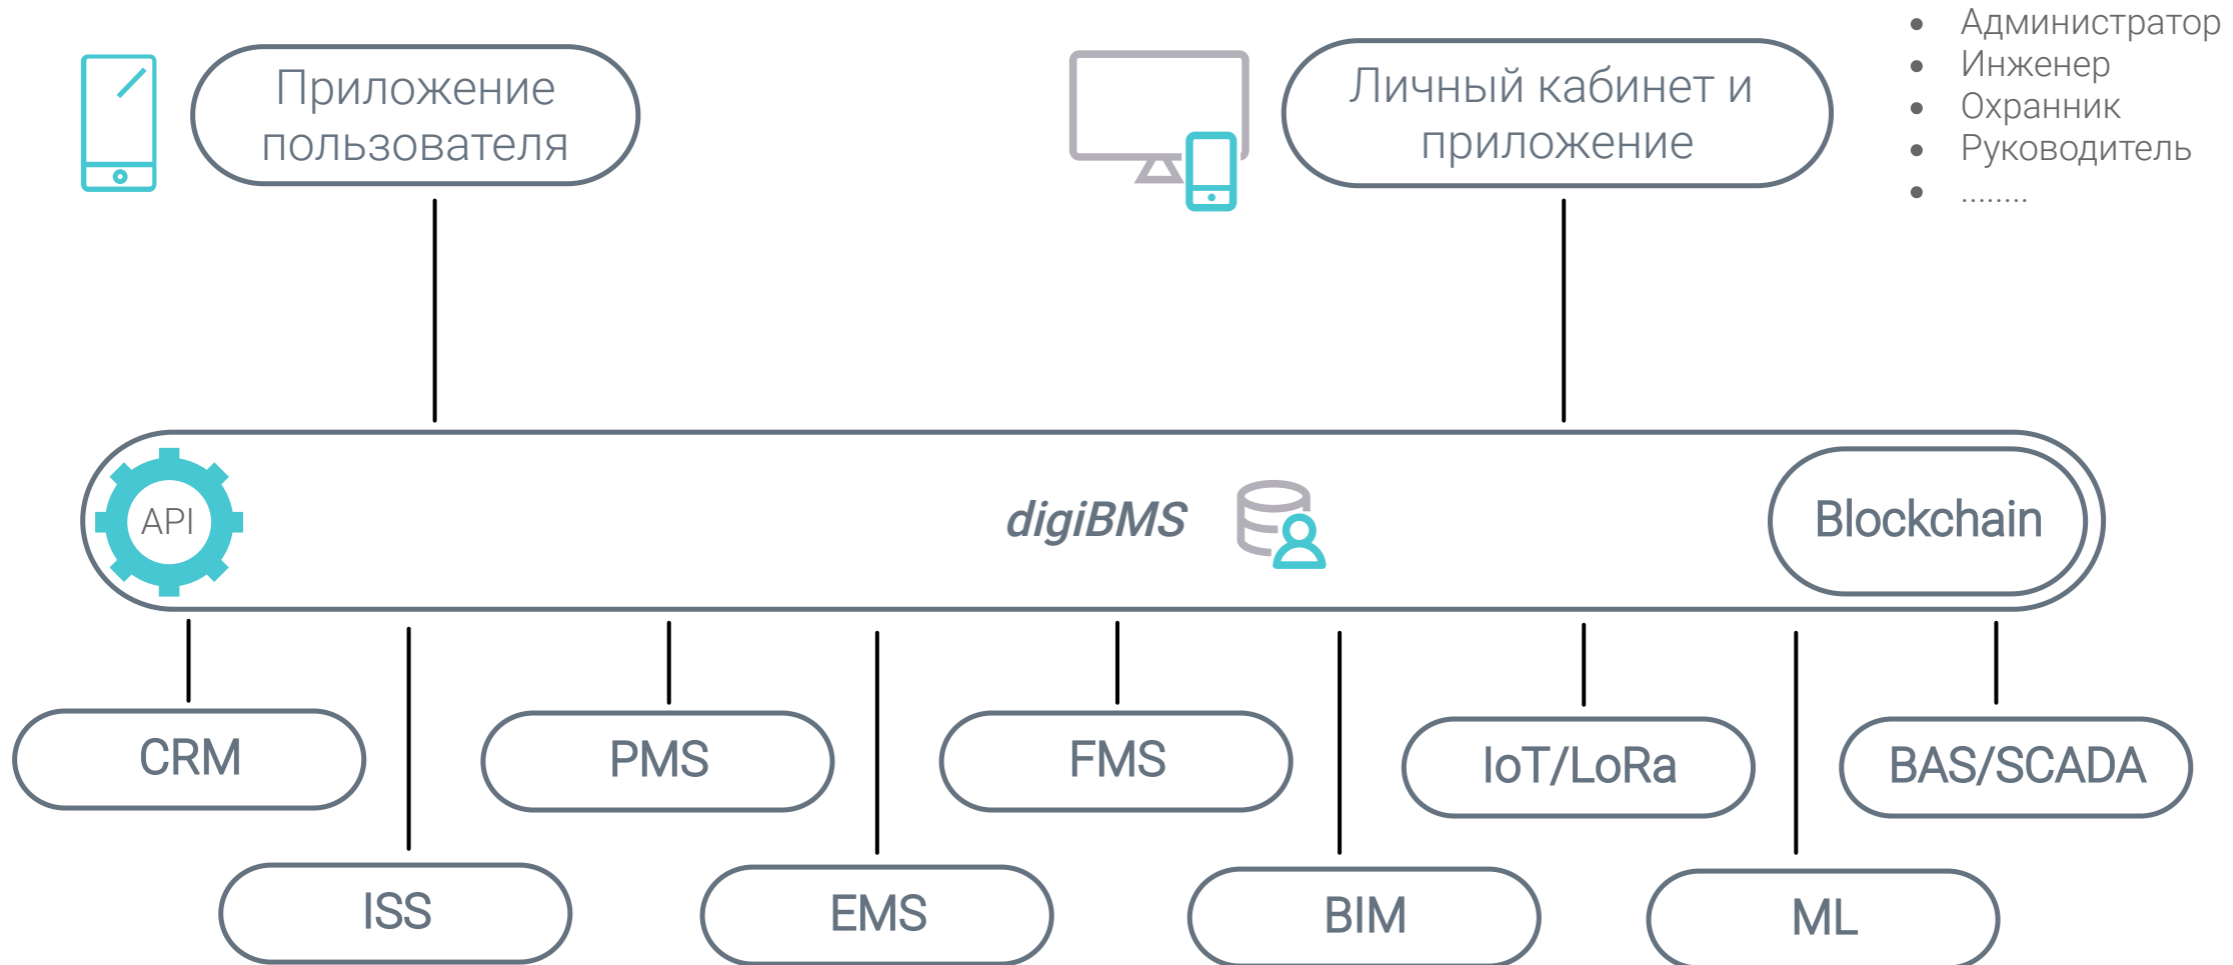 Приложение
пользователя
Личный кабинет и
приложение
• Администратор
• Инженер
• Охранник
• Руководитель
• ........
API
digiBMS
Blockchain
CRM
PMS
FMS
IoT/LoRa
BAS/SCADA
ISS
EMS
BIM
ML